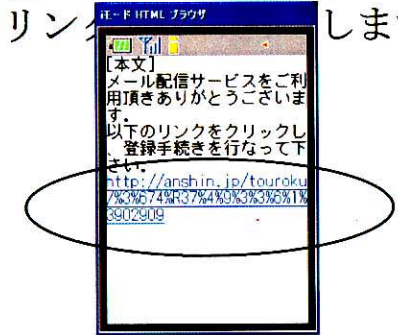 リンク
します
iモード HTML ブラウザ
[本文]
メール配信サービスをご利
用頂きありがとうございま
す.
以下のリンクをクリックし
、登録手続きを行なって下
さい.
http://anshin.jp/touroku
/%3%674%R37%4%9%3%3%6%1%
3902909